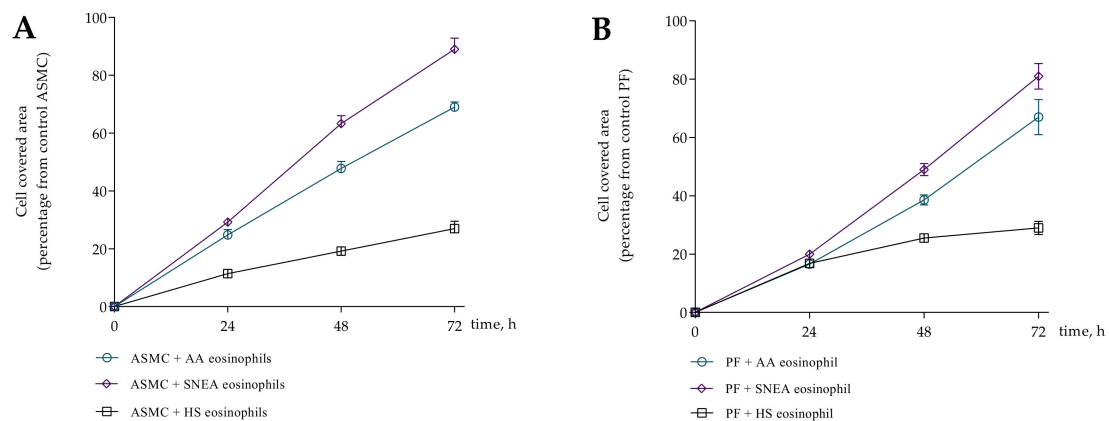 A
Cell covered area
(percentage from control ASMC)
100
80
60
40
20
0
0 24 48 72 time, h
ASMC + AA eosinophils
ASMC + SNEA eosinophils
ASMC + HS eosinophils
B
Cell covered area
(percentage from control PF)
100
80
60
40
20
0
0 24 48 72 time, h
PF + AA eosinophil
PF + SNEA eosinophil
PF + HS eosinophil